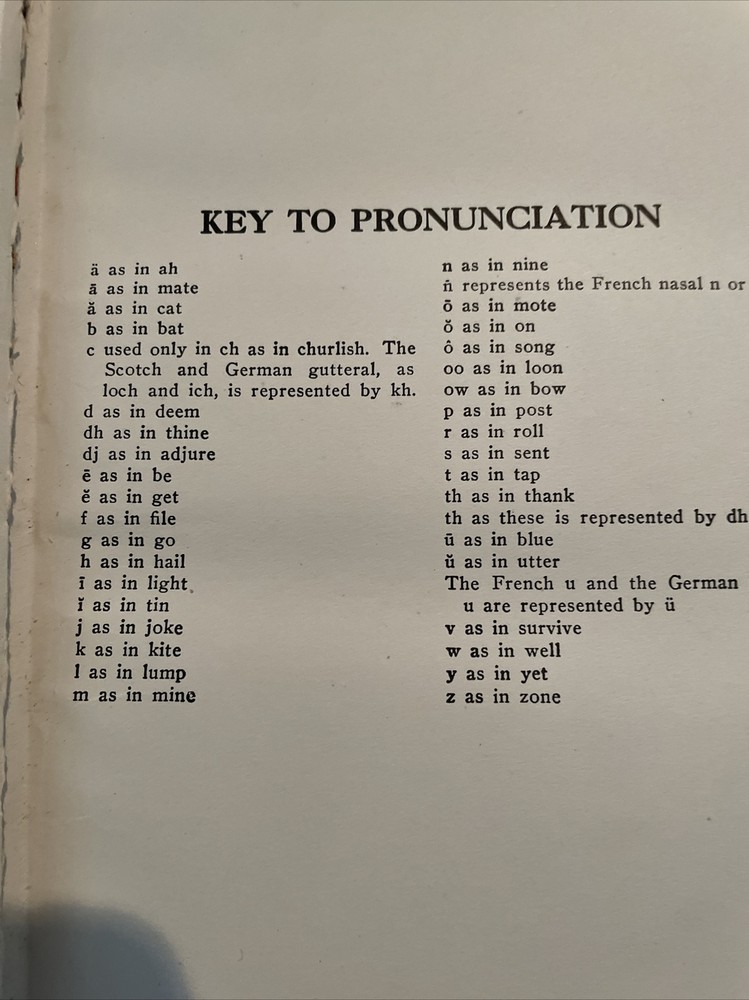 KEY TO PRONUNCIATION
ä as in ah
ā as in mate
ă as in cat
b as in bat
c used only in ch as in churlish. The
Scotch and German gutteral, as
loch and ich, is represented by kh.
d as in deem
dh as in thine
dj as in adjure
ē as in be
ĕ as in get
f as in file
g as in go
h as in hail
ī as in light
ĭ as in tin
j as in joke
k as in kite
l as in lump
m as in mine
n as in nine
ṅ represents the French nasal n or
ō as in mote
ŏ as in on
ô as in song
oo as in loon
ow as in bow
p as in post
r as in roll
s as in sent
t as in tap
th as in thank
th as these is represented by dh
ū as in blue
ŭ as in utter
The French u and the German
u are represented by ü
v as in survive
w as in well
y as in yet
z as in zone